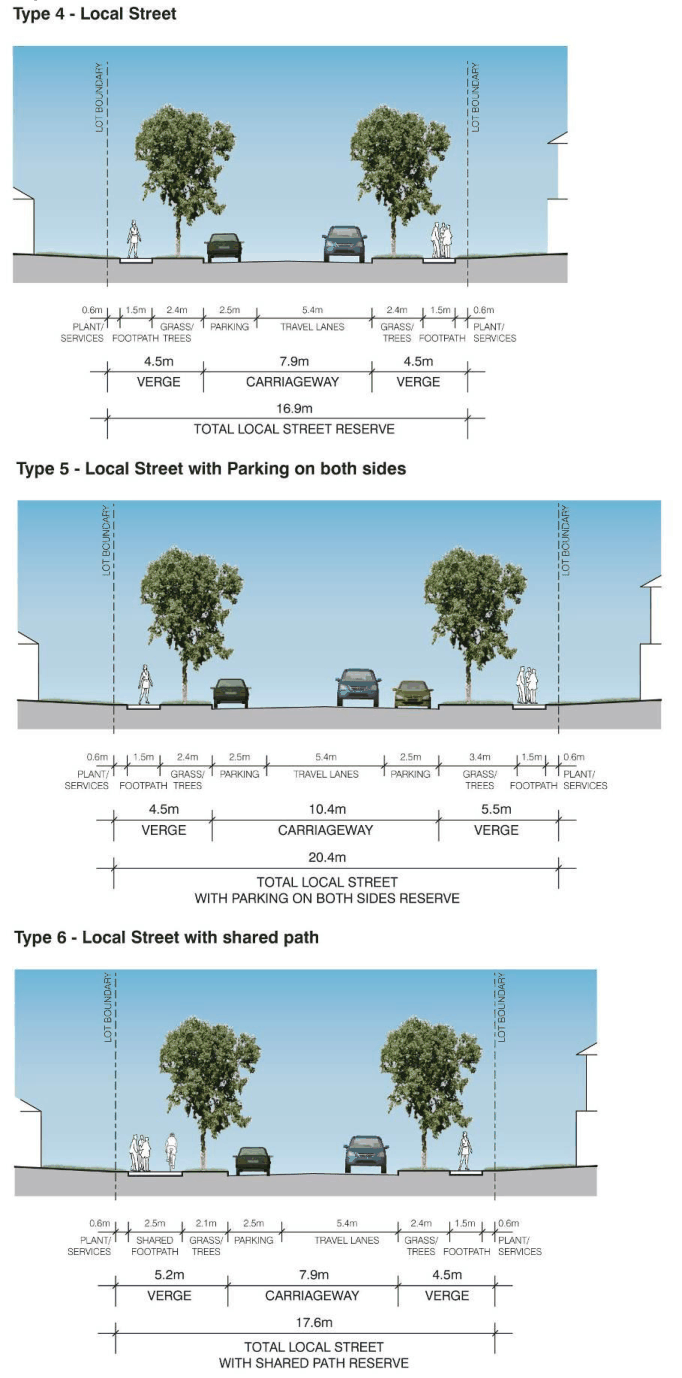 Type 4 - Local Street
LOT BOUNDARY
LOT BOUNDARY
0.6m 1.5m 2.4m 2.5m 5.4m 2.4m 1.5m 0.6m
PLANT/ GRASS/ PARKING TRAVEL LANES GRASS/ PLANT/
SERVICES FOOTPATH TREES TREES FOOTPATH SERVICES
4.5m 7.9m 4.5m
VERGE CARRIAGEWAY VERGE
16.9m
TOTAL LOCAL STREET RESERVE
Type 5 - Local Street with Parking on both sides
LOT BOUNDARY
LOT BOUNDARY
0.6m 1.5m 2.4m 2.5m 5.4m 2.5m 3.4m 1.5m 0.6m
PLANT/ GRASS/ PARKING TRAVEL LANES PARKING GRASS/ PLANT/
SERVICES FOOTPATH TREES TREES FOOTPATH SERVICES
4.5m 10.4m 5.5m
VERGE CARRIAGEWAY VERGE
20.4m
TOTAL LOCAL STREET
WITH PARKING ON BOTH SIDES RESERVE
Type 6 - Local Street with shared path
LOT BOUNDARY
LOT BOUNDARY
0.6m 2.5m 2.1m 2.5m 5.4m 2.4m 1.5m 0.6m
PLANT/ SHARED GRASS/ PARKING TRAVEL LANES GRASS/ PLANT/
SERVICES FOOTPATH TREES TREES FOOTPATH SERVICES
5.2m 7.9m 4.5m
VERGE CARRIAGEWAY VERGE
17.6m
TOTAL LOCAL STREET
WITH SHARED PATH RESERVE